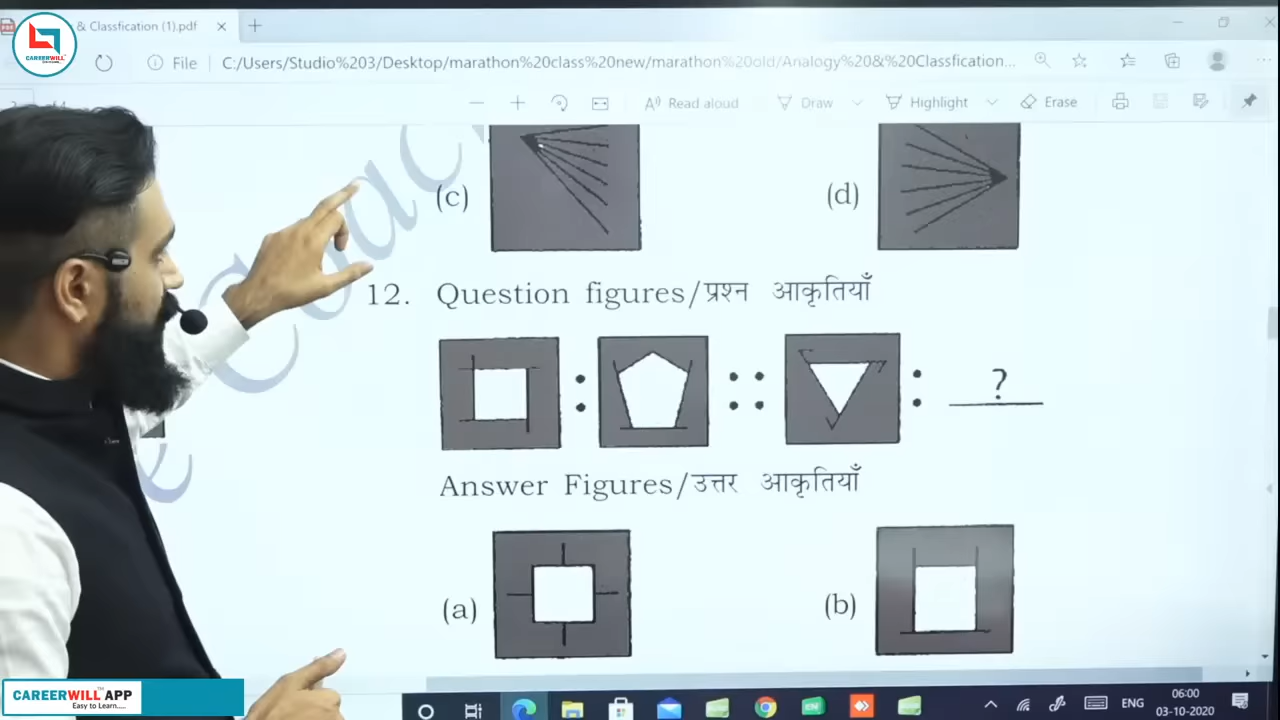 & Classfication (1).pdf
File
C:/Users/Studio%203/Desktop/marathon%20class%20new/marathon%20old/Analogy%20&%20Classfication...
Read aloud
Draw
Highlight
Erase
(c)
(d)
12. Question figures/प्रश्न आकृतियाँ
: :: : ?
Answer Figures/उत्तर आकृतियाँ
(a)
(b)
CAREERWILL
CAREERWILL APP
Easy to Learn.....
ENG
06:00
03-10-2020